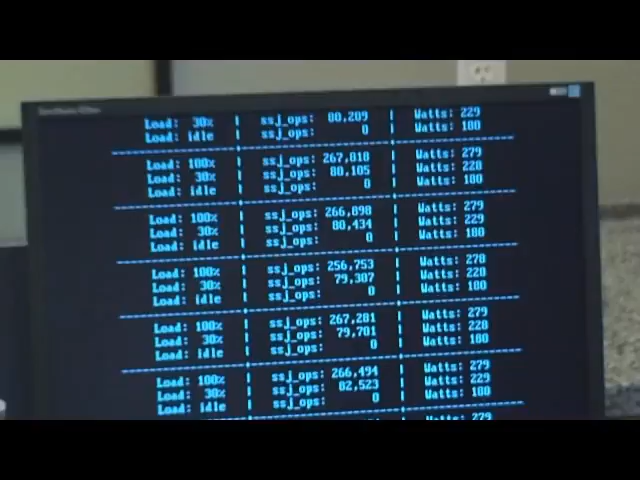 Load: 30% | ssj_ops: 80,209 | Watts: 229
Load: idle | ssj_ops: 0 | Watts: 180
Load: 100% | ssj_ops: 267,818 | Watts: 279
Load: 30% | ssj_ops: 80,105 | Watts: 228
Load: idle | ssj_ops: 0 | Watts: 180
Load: 100% | ssj_ops: 266,898 | Watts: 279
Load: 30% | ssj_ops: 80,434 | Watts: 229
Load: idle | ssj_ops: 0 | Watts: 180
Load: 100% | ssj_ops: 256,753 | Watts: 278
Load: 30% | ssj_ops: 79,307 | Watts: 228
Load: idle | ssj_ops: 0 | Watts: 180
Load: 100% | ssj_ops: 267,281 | Watts: 279
Load: 30% | ssj_ops: 79,701 | Watts: 228
Load: idle | ssj_ops: 0 | Watts: 180
Load: 100% | ssj_ops: 266,494 | Watts: 279
Load: 30% | ssj_ops: 82,523 | Watts: 229
Load: idle | ssj_ops: 0 | Watts: 180
Watts: 279